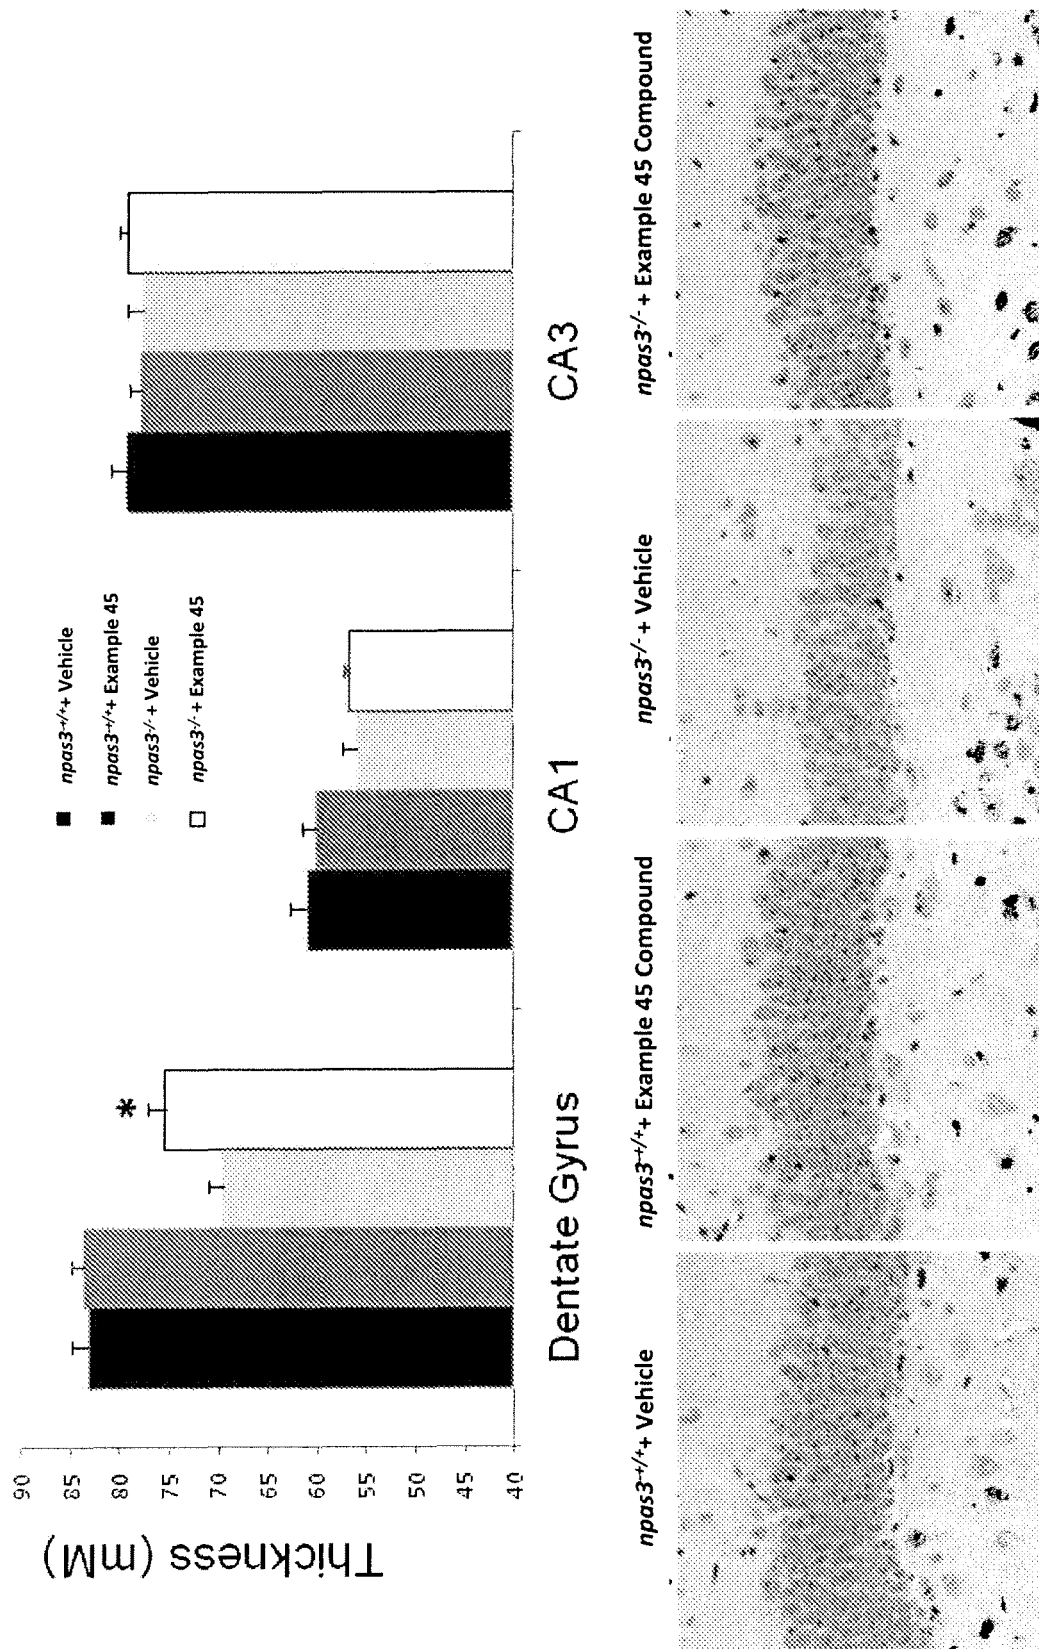 Thickness (mM)
90
85
80
75
70
65
60
55
50
45
40
npas3+/++ Vehicle
npas3+/++ Example 45
npas3-/- + Vehicle
npas3-/- + Example 45
*
*
Dentate Gyrus
CA1
CA3
npas3+/++ Vehicle
npas3+/++ Example 45 Compound
npas3-/- + Vehicle
npas3-/- + Example 45 Compound